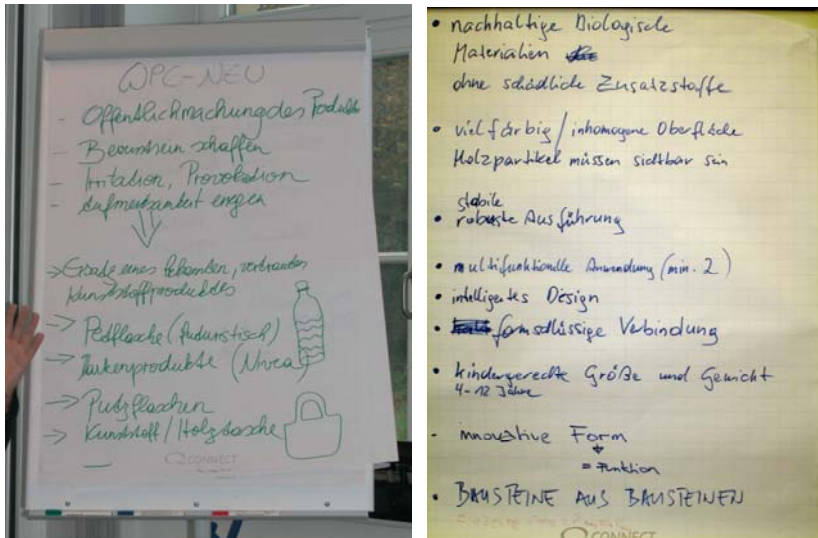 WPC-NEU
- Öffentlichmachung des Produkts
- Bewusstsein schaffen
- Irritation, Provokation
- Aufmerksamkeit erregen
→ Ersatz eines bekannten, vertrauten
Kunststoffproduktes
→ Petflasche (futuristisch)
→ Markenprodukte (Nivea)
→ Putzflaschen
→ Kunststoff/Holztasche
CONNECT
• nachhaltige Biologische
Materialien
ohne schädliche Zusatzstoffe
• vielfärbig/inhomogene Oberfläche
Holzpartikel müssen sichtbar sein
stabile
• robuste Ausführung
• multifunktionelle Anwendung (min. 2)
• intelligentes Design
• formschlüssige Verbindung
• kindergerechte Größe und Gewicht
4-12 Jahre
- innovative Form
= Funktion
• BAUSTEINE AUS BAUSTEINEN
CONNECT